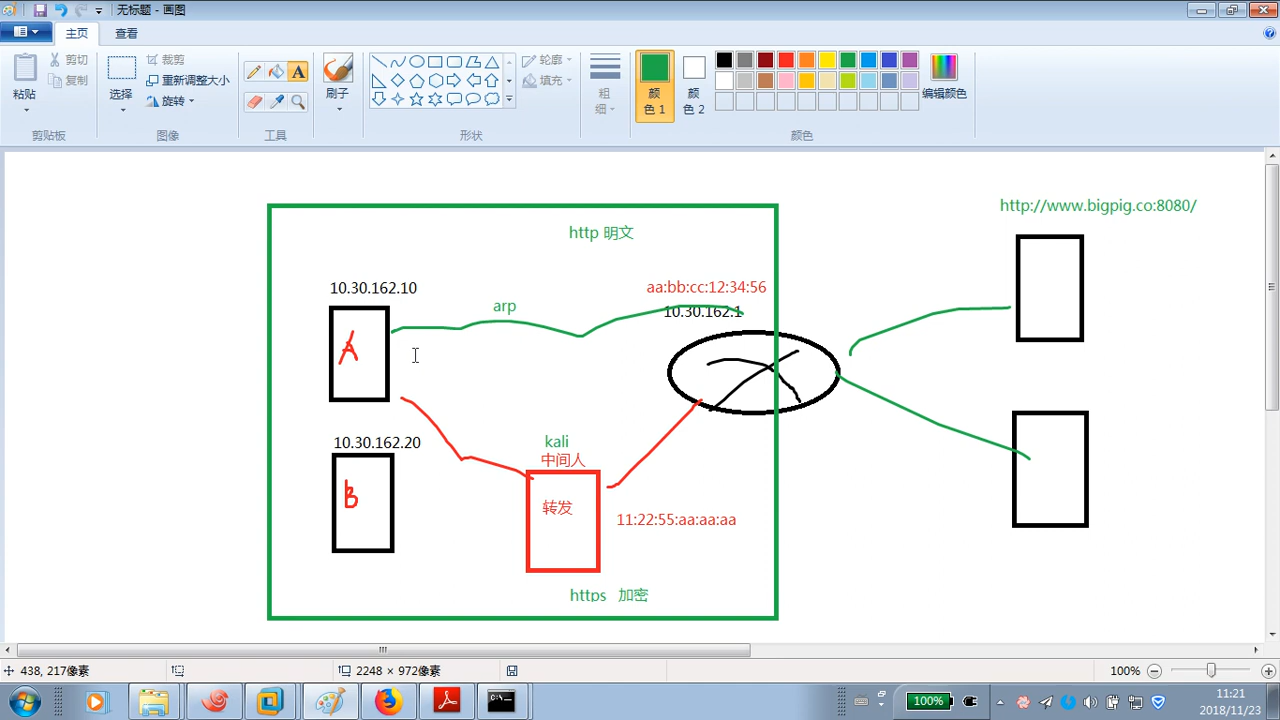 无标题 - 画图
主页
查看
粘贴
剪切
复制
剪贴板
选择
裁剪
重新调整大小
旋转
图像
A
工具
刷子
形状
轮廓
填充
粗
细
颜
色 1
颜
色 2
编辑颜色
颜色
http://www.bigpig.co:8080/
http 明文
10.30.162.10
aa:bb:cc:12:34:56
arp
10.30.162.1
A
10.30.162.20
kali
中间人
B
转发
11:22:55:aa:aa:aa
https 加密
438, 217像素
2248 × 972像素
100%
100%
11:21
2018/11/23